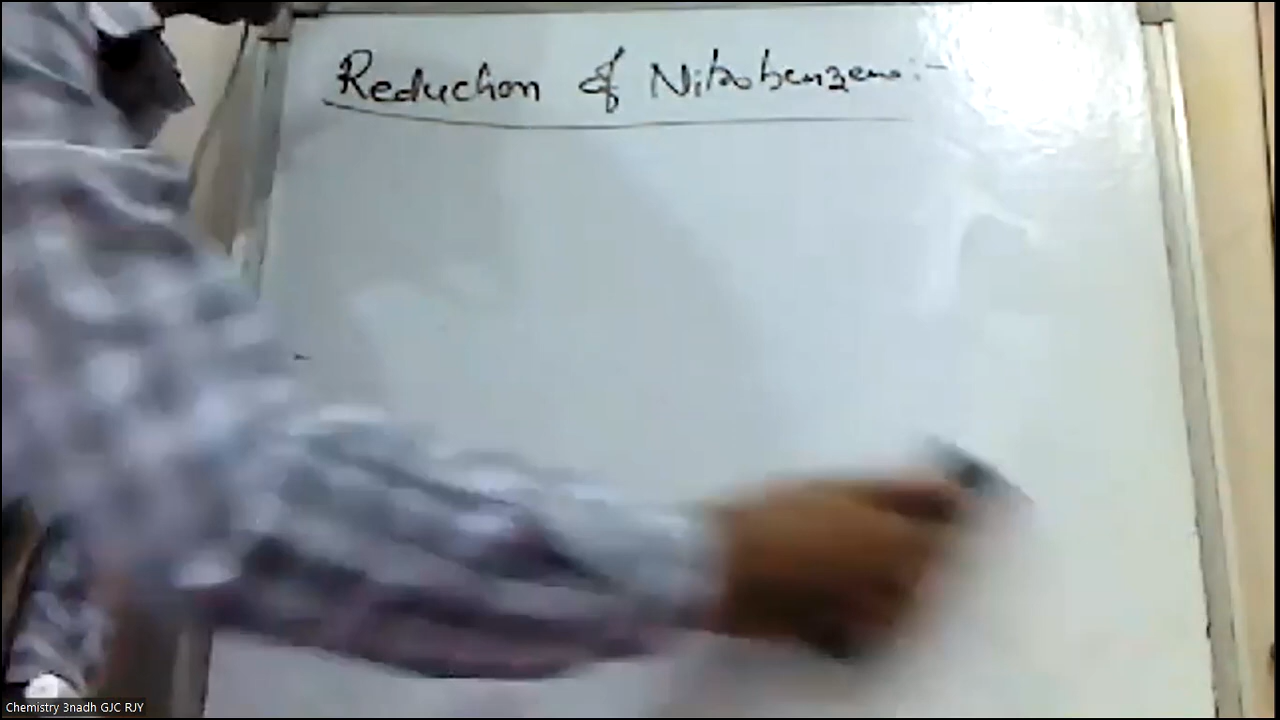 Reduction of Nitrobenzene:-
Chemistry 3nadh GJC RJY